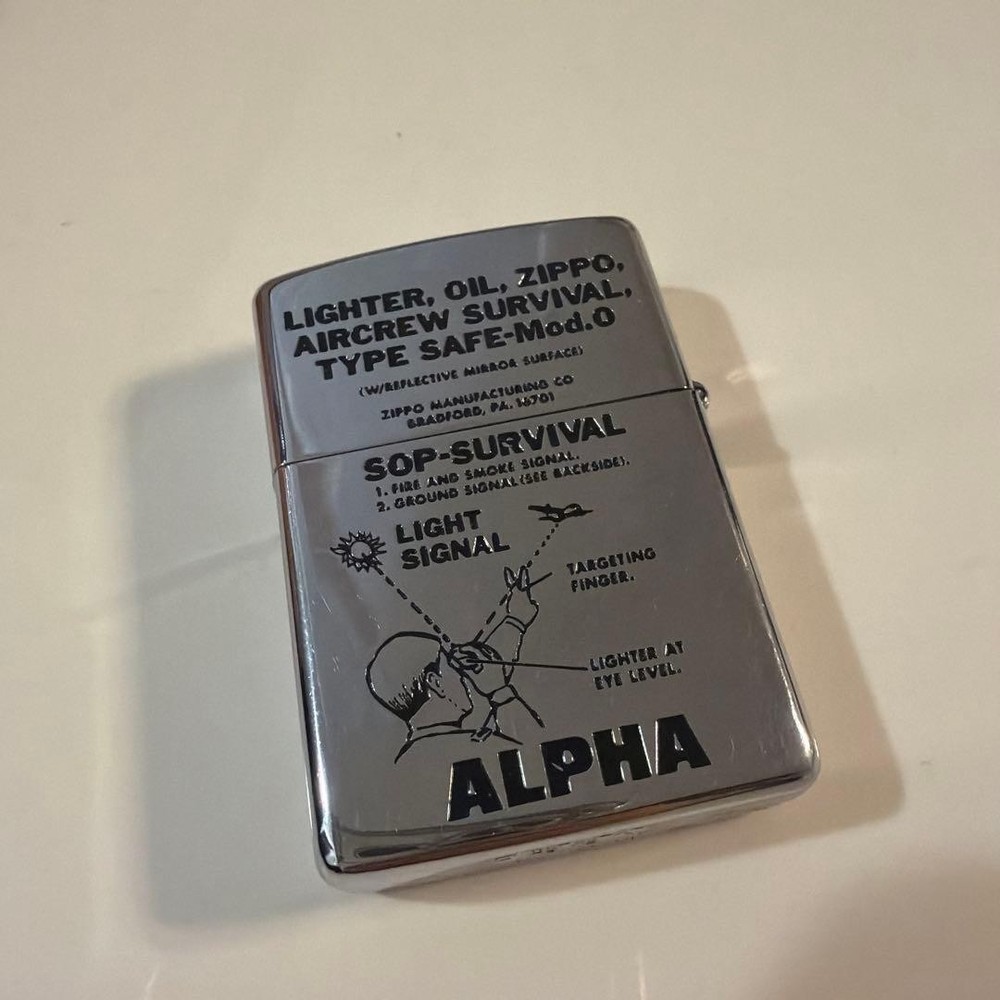 LIGHTER, OIL, ZIPPO,
AIRCREW SURVIVAL,
TYPE SAFE-Mod.0
(W/REFLECTIVE MIRROR SURFACE)
ZIPPO MANUFACTURING CO
BRADFORD, PA. 16701
SOP-SURVIVAL
1. FIRE AND SMOKE SIGNAL.
2. GROUND SIGNAL (SEE BACKSIDE).
LIGHT
SIGNAL
TARGETING
FINGER.
LIGHTER AT
EYE LEVEL.
ALPHA